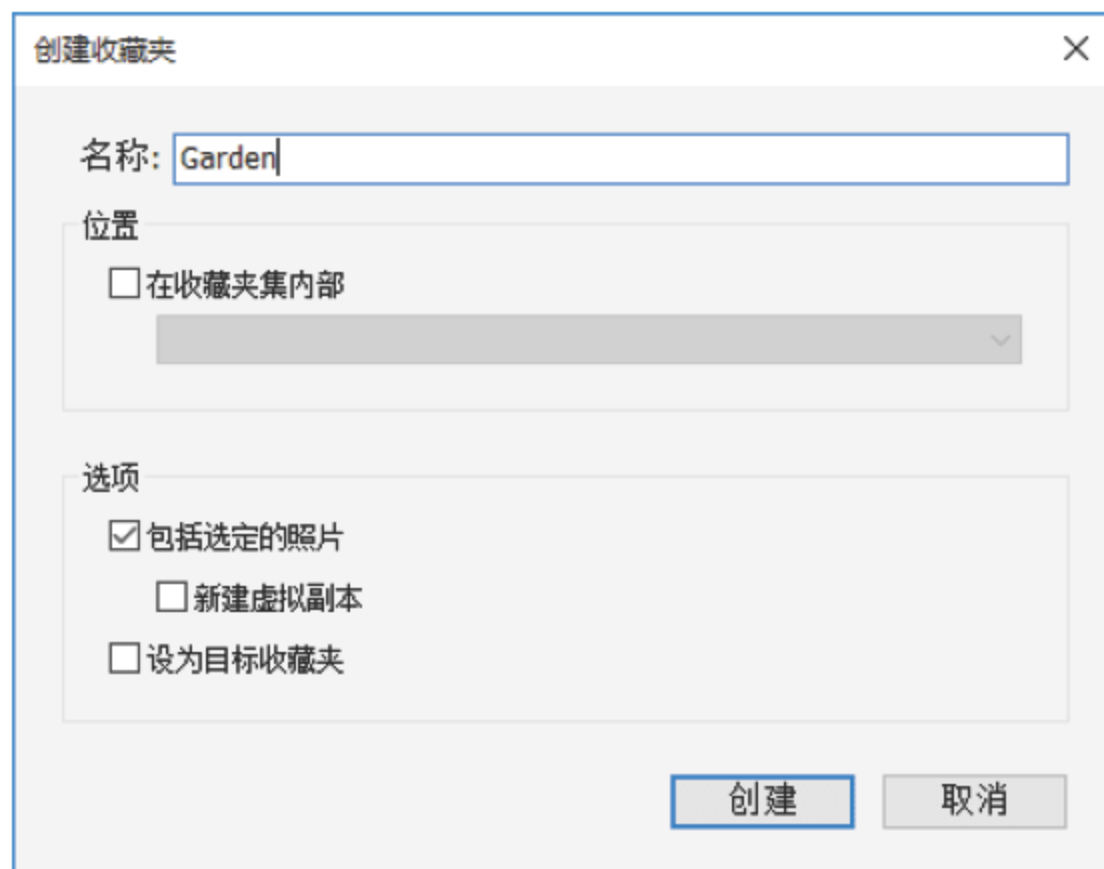 创建收藏夹
名称: Garden
位置
在收藏夹集内部
选项
包括选定的照片
新建虚拟副本
设为目标收藏夹
创建 取消